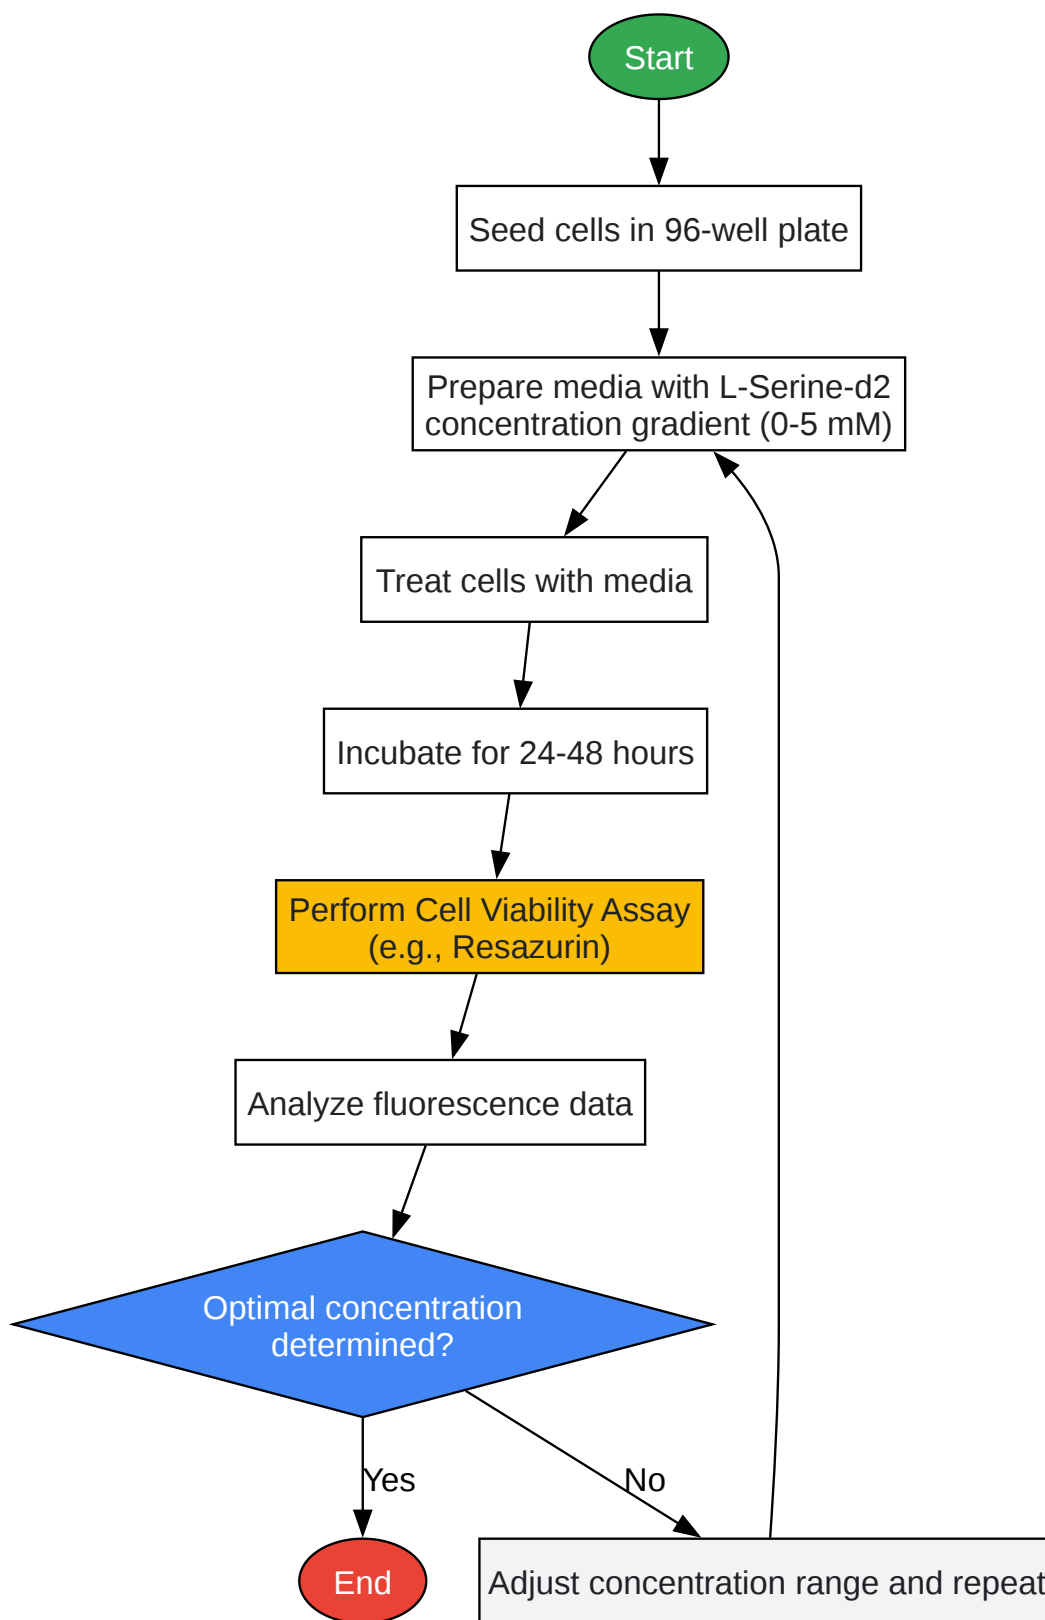 Start
Seed cells in 96-well plate
Prepare media with L-Serine-d2
concentration gradient (0-5 mM)
Treat cells with media
Incubate for 24-48 hours
Perform Cell Viability Assay
(e.g., Resazurin)
Analyze fluorescence data
Optimal concentration
determined?
Yes
No
End
Adjust concentration range and repeat